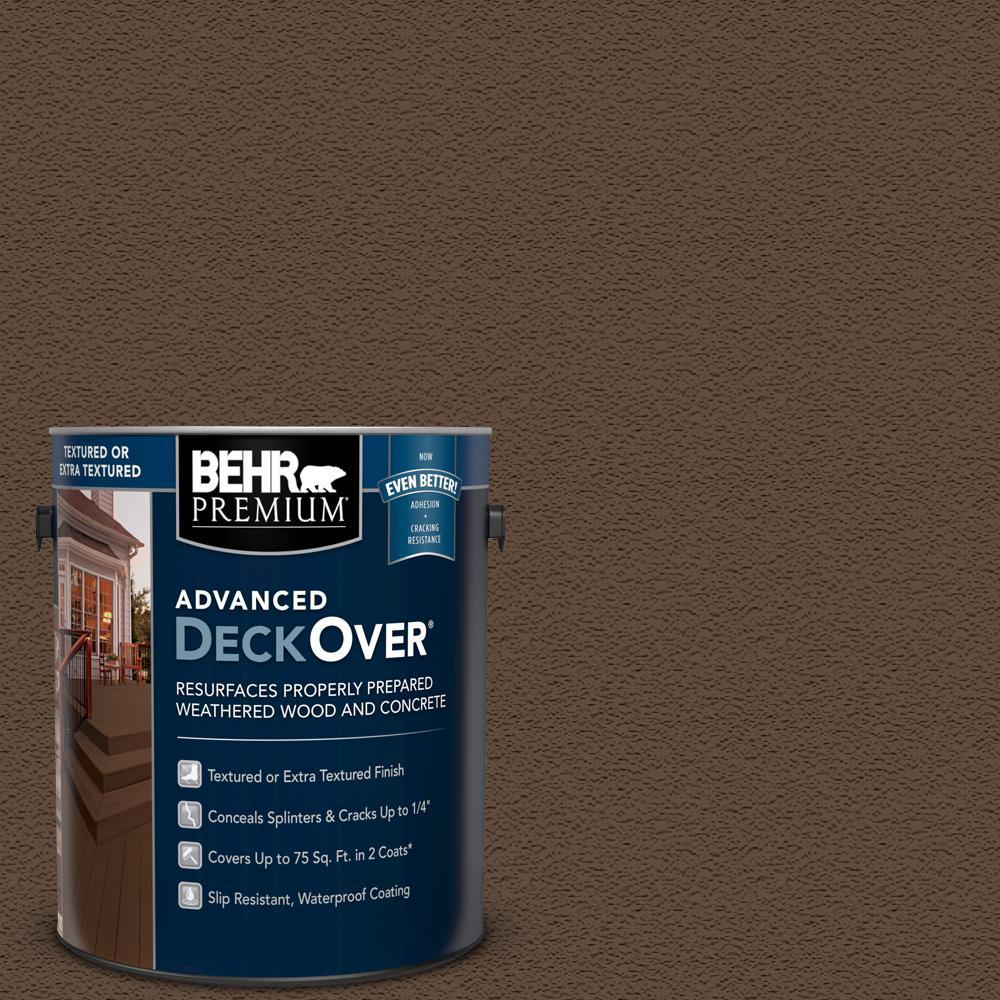 TEXTURED OR
EXTRA TEXTURED
BEHR
PREMIUM®
NOW
EVEN BETTER!
ADHESION
•
CRACKING
RESISTANCE
ADVANCED
DECKOVER®
RESURFACES PROPERLY PREPARED
WEATHERED WOOD AND CONCRETE
Textured or Extra Textured Finish
Conceals Splinters & Cracks Up to 1/4"
Covers Up to 75 Sq. Ft. in 2 Coats*
Slip Resistant, Waterproof Coating